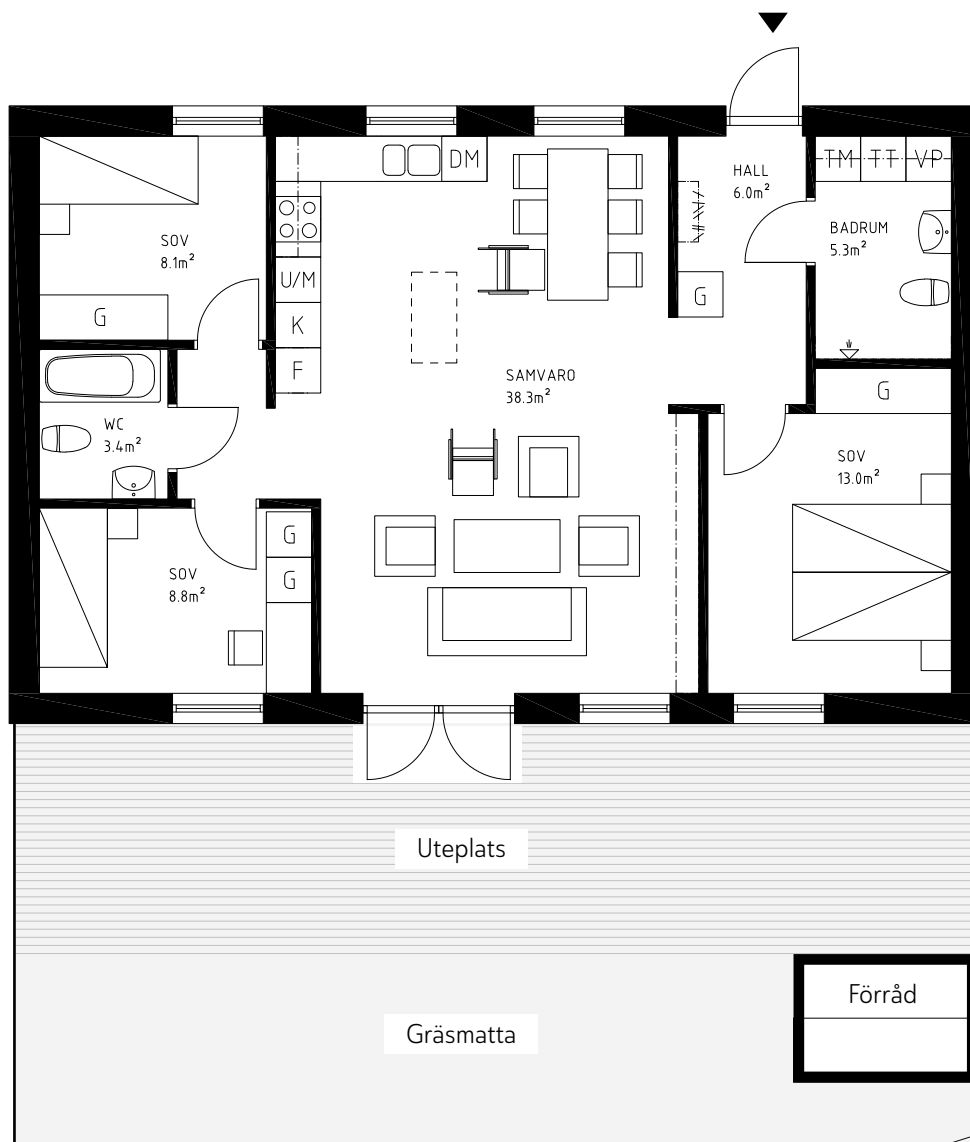 DM
HALL
6.0m²
TM TT VP
BADRUM
5.3m²
SOV
8.1m²
U/M
G
K
G
F
SAMVARO
38.3m²
G
WC
3.4m²
SOV
13.0m²
G
SOV
8.8m²
G
Uteplats
Förråd
Gräsmatta